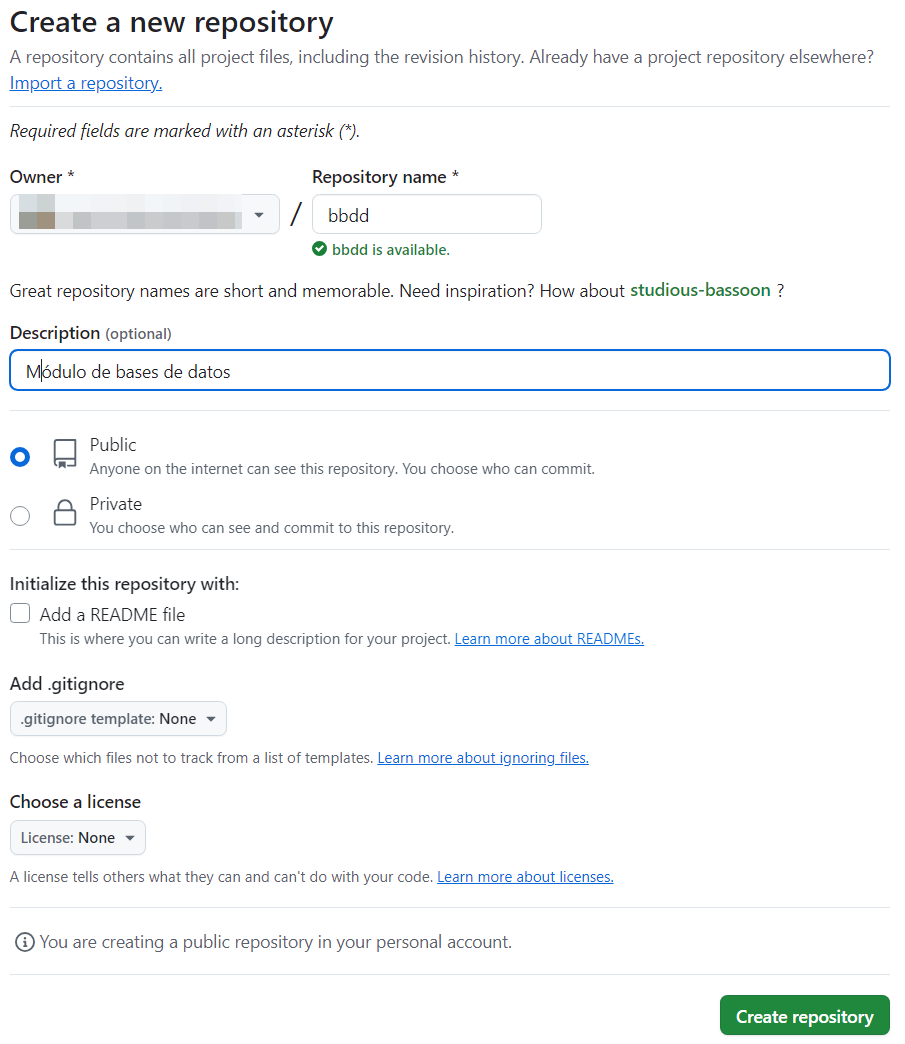 Create a new repository
A repository contains all project files, including the revision history. Already have a project repository elsewhere?
Import a repository.
Required fields are marked with an asterisk (*).
Owner * Repository name *
/ bbdd
bbdd is available.
Great repository names are short and memorable. Need inspiration? How about studious-bassoon ?
Description (optional)
Módulo de bases de datos
Public
Anyone on the internet can see this repository. You choose who can commit.
Private
You choose who can see and commit to this repository.
Initialize this repository with:
Add a README file
This is where you can write a long description for your project. Learn more about READMEs.
Add .gitignore
.gitignore template: None
Choose which files not to track from a list of templates. Learn more about ignoring files.
Choose a license
License: None
A license tells others what they can and can't do with your code. Learn more about licenses.
You are creating a public repository in your personal account.
Create repository